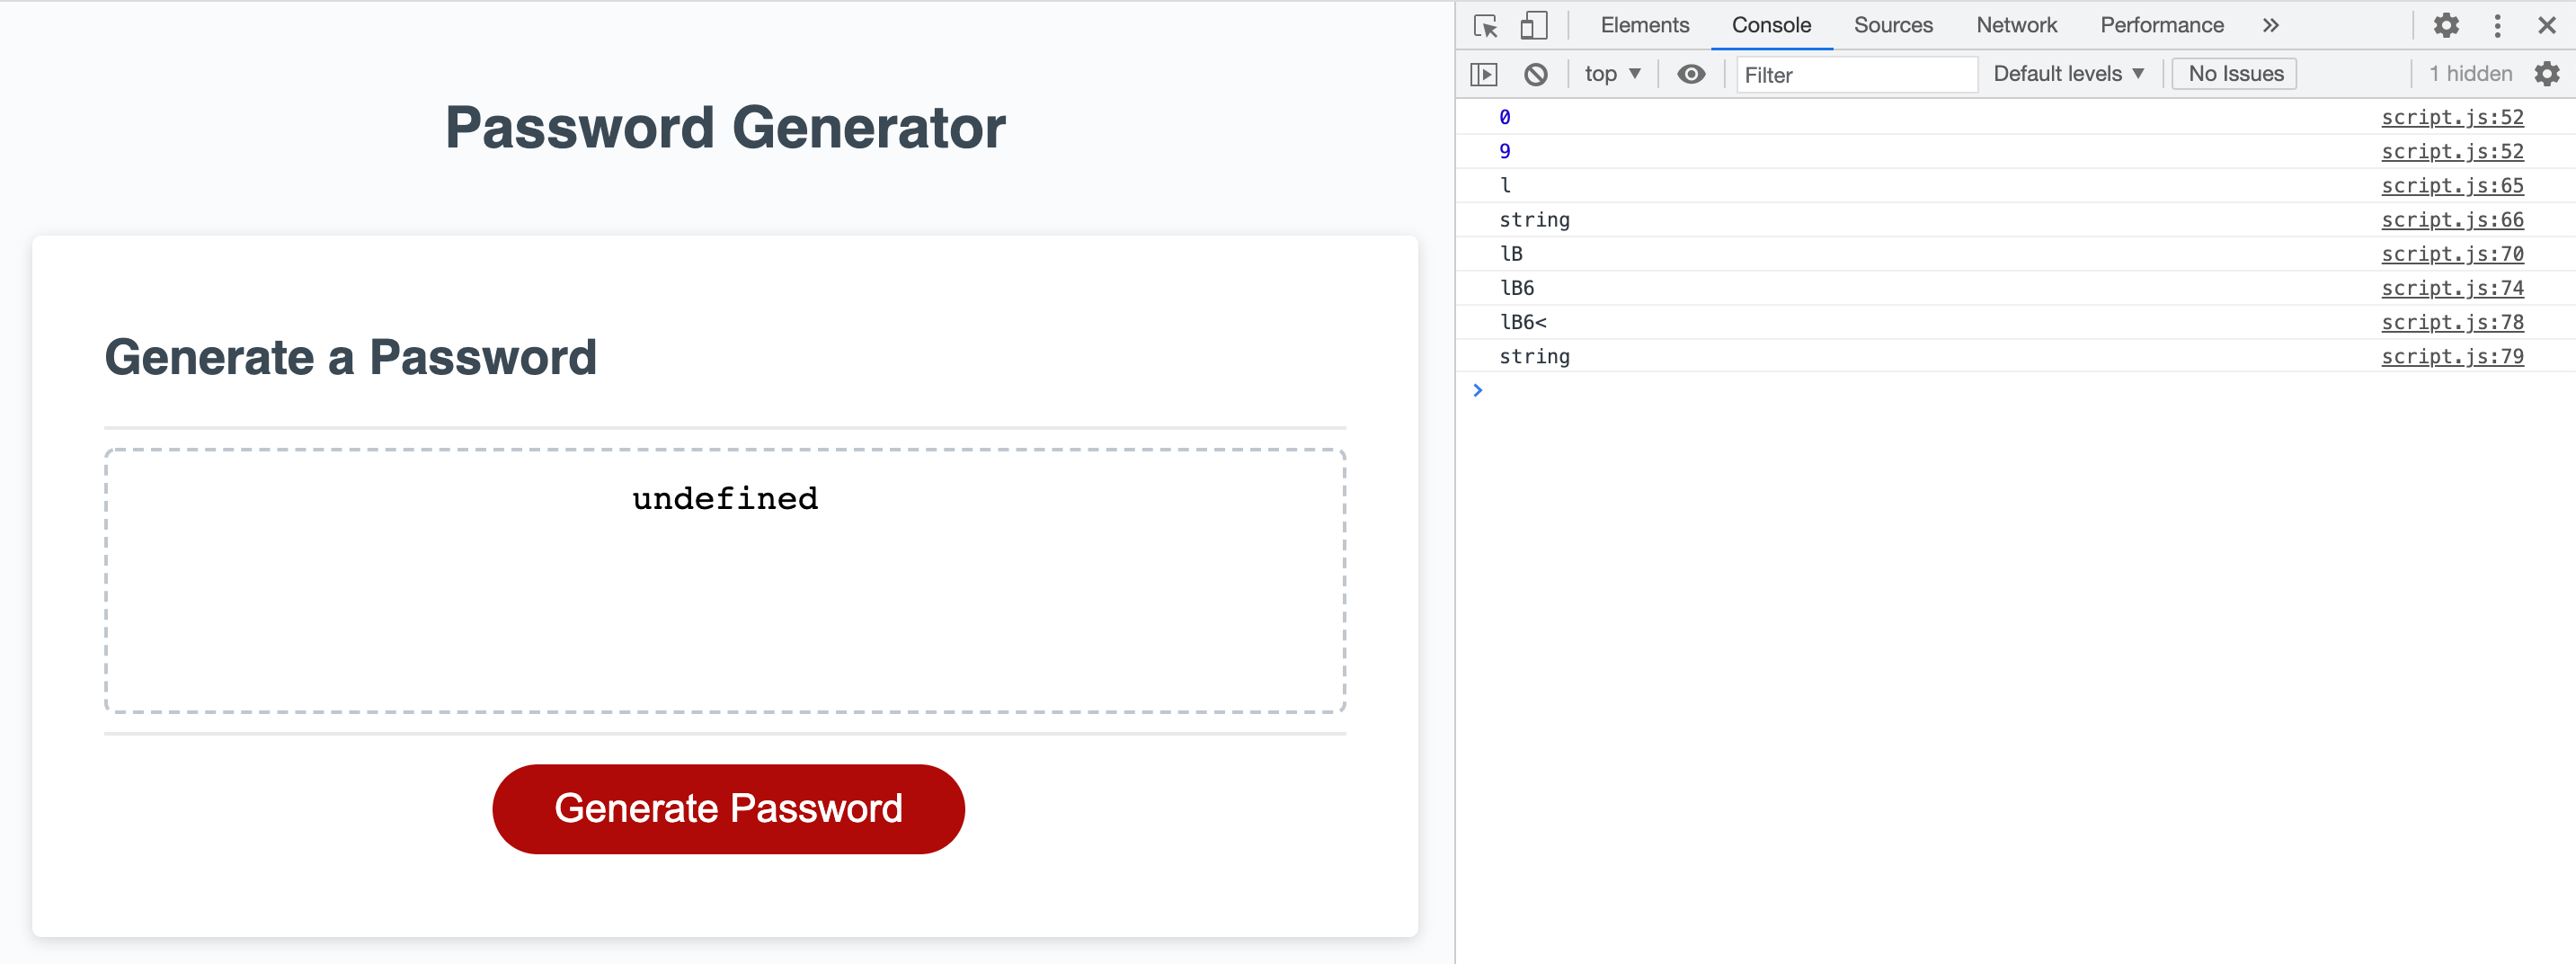 Password Generator
Generate a Password
undefined
Generate Password
Elements Console Sources Network Performance »
top ▼ Filter Default levels ▼ No Issues 1 hidden
0 script.js:52
9 script.js:52
l script.js:65
string script.js:66
lB script.js:70
lB6 script.js:74
lB6< script.js:78
string script.js:79
>